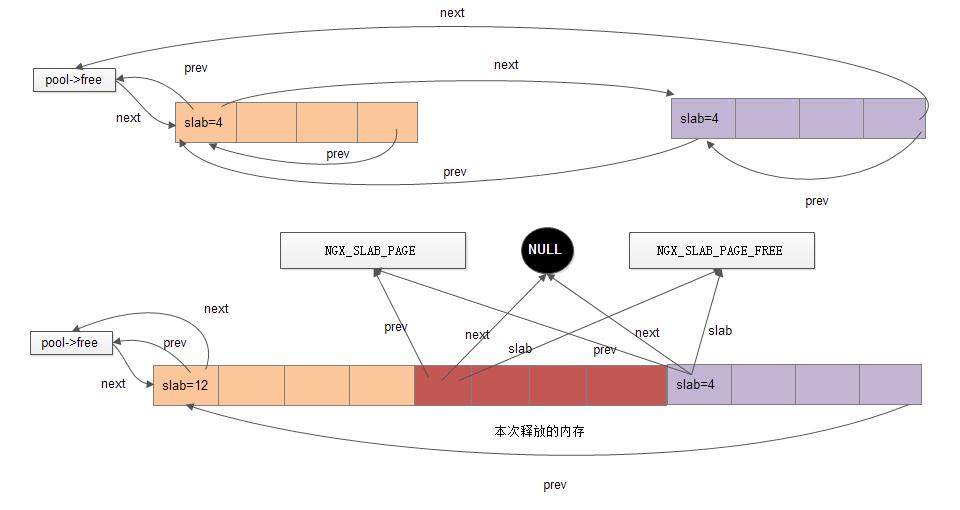 next
pool->free
prev
next
next
slab=4
slab=4
prev
prev
prev
NGX_SLAB_PAGE
NULL
NGX_SLAB_PAGE_FREE
next
pool->free
prev
prev
next
slab
prev
next
slab
next
slab=12
slab=4
本次释放的内存
prev